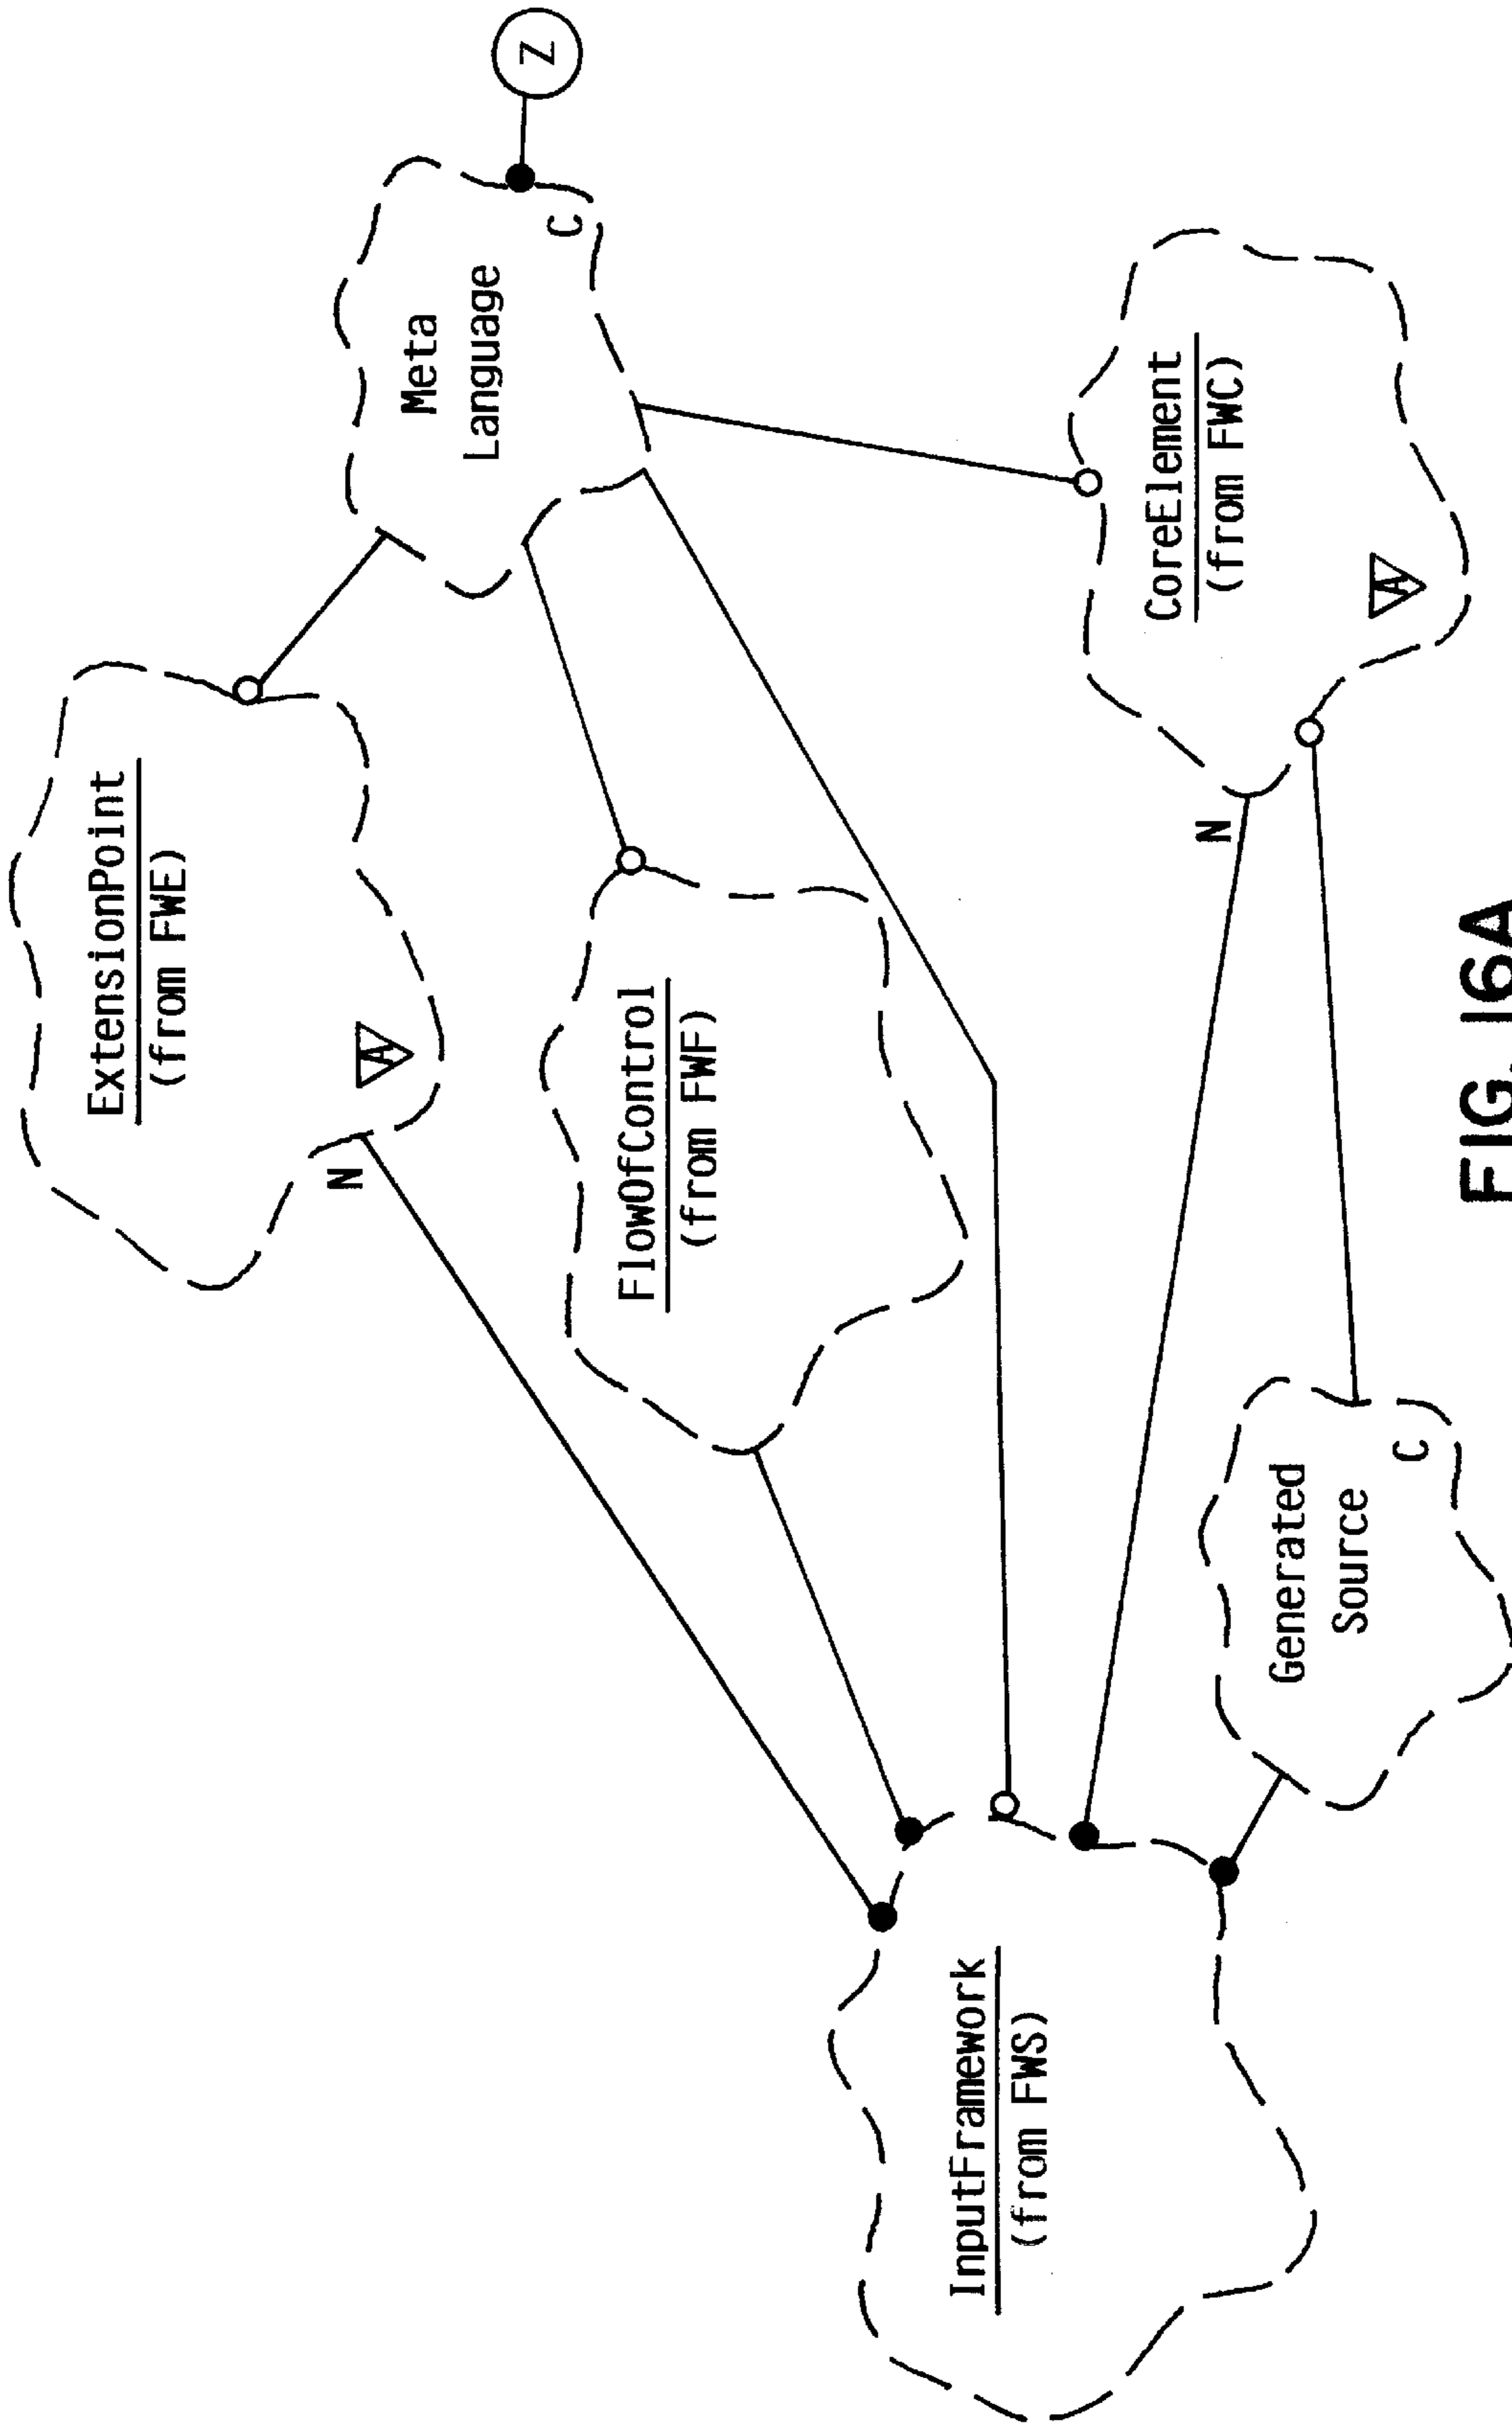 ExtensionPoint
(from FWE)
A
N
Meta
Language
C
Z
FlowOfControl
(from FWF)
InputFramework
(from FWS)
N
CoreElement
(from FWC)
A
Generated
Source
C
FIG. 16A